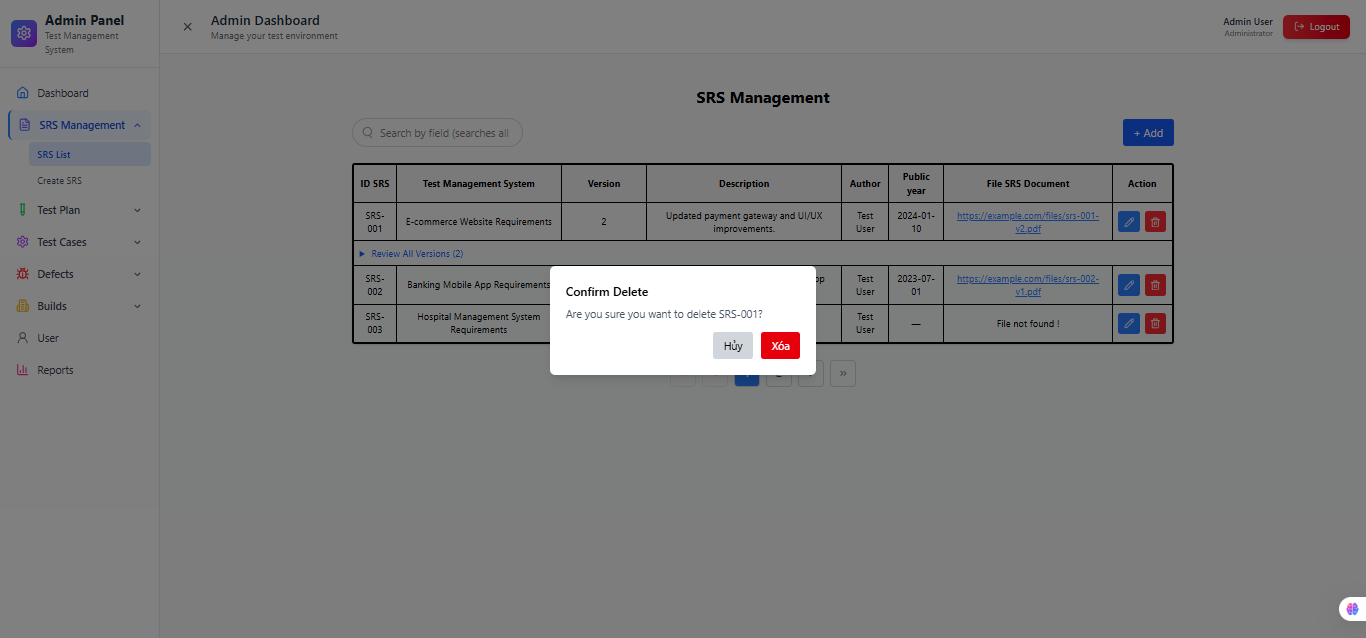 Admin Panel
Test Management
System
Admin Dashboard
Manage your test environment
Admin User
Administrator
Logout
Dashboard
SRS Management
SRS List
Create SRS
Test Plan
Test Cases
Defects
Builds
User
Reports
SRS Management
Search by field (searches all
+ Add
ID SRS
Test Management System
Version
Description
Author
Public
year
File SRS Document
Action
SRS-
001
E-commerce Website Requirements
2
Updated payment gateway and UI/UX
improvements.
Test
User
2024-01-
10
https://example.com/files/srs-001-
v2.pdf
Review All Versions (2)
SRS-
002
Banking Mobile App Requirements
Test
User
2023-07-
01
https://example.com/files/srs-002-
v1.pdf
SRS-
003
Hospital Management System
Requirements
Test
User
—
File not found !
Confirm Delete
Are you sure you want to delete SRS-001?
Hủy
Xóa
»